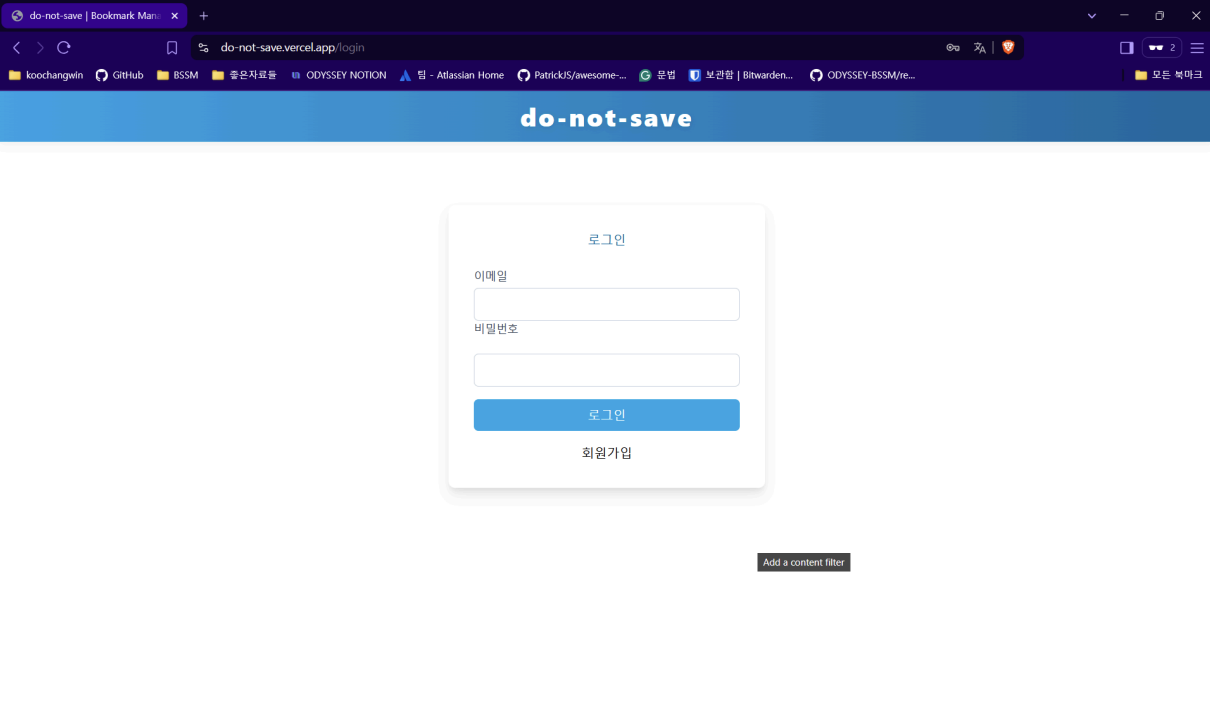 do-not-save | Bookmark Mana
do-not-save.vercel.app/login
2
koochangwin GitHub BSSM 좋은자료들 ODYSSEY NOTION 팀 - Atlassian Home PatrickJS/awesome-... 문법 보관함 | Bitwarden... ODYSSEY-BSSM/re... 모든 북마크
do-not-save
로그인
이메일
비밀번호
로그인
회원가입
Add a content filter